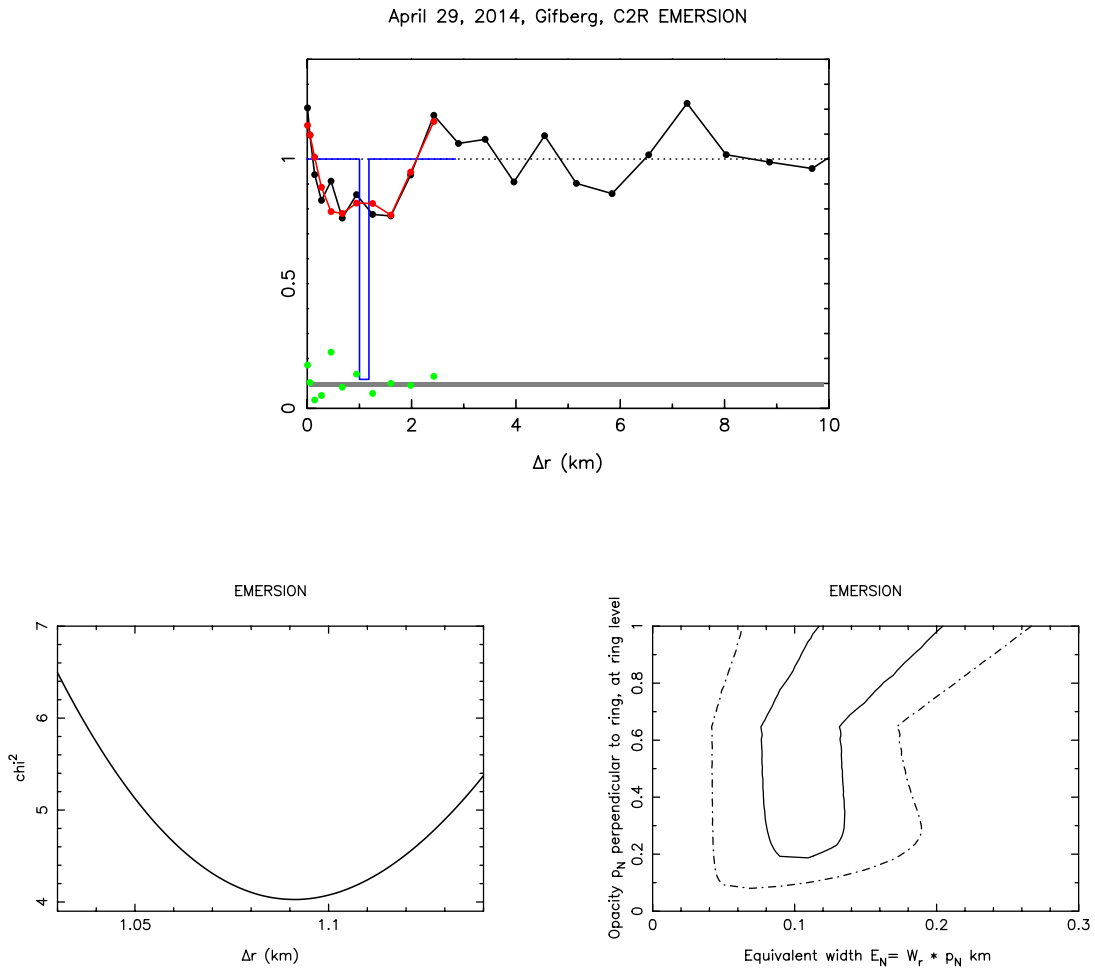 April 29, 2014, Gifberg, C2R EMERSION
1
0.5
0
0 2 4 6 8 10
Δr (km)
EMERSION
7
6
5
4
chi²
1.05 1.1
Δr (km)
EMERSION
Opacity p_N perpendicular to ring, at ring level
1
0.8
0.6
0.4
0.2
0
0 0.1 0.2 0.3
Equivalent width E_N= W_r * p_N km